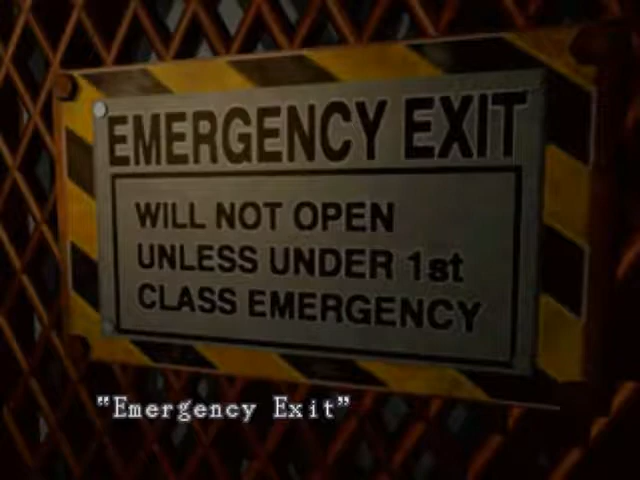 EMERGENCY EXIT
WILL NOT OPEN
UNLESS UNDER 1st
CLASS EMERGENCY
"Emergency Exit"